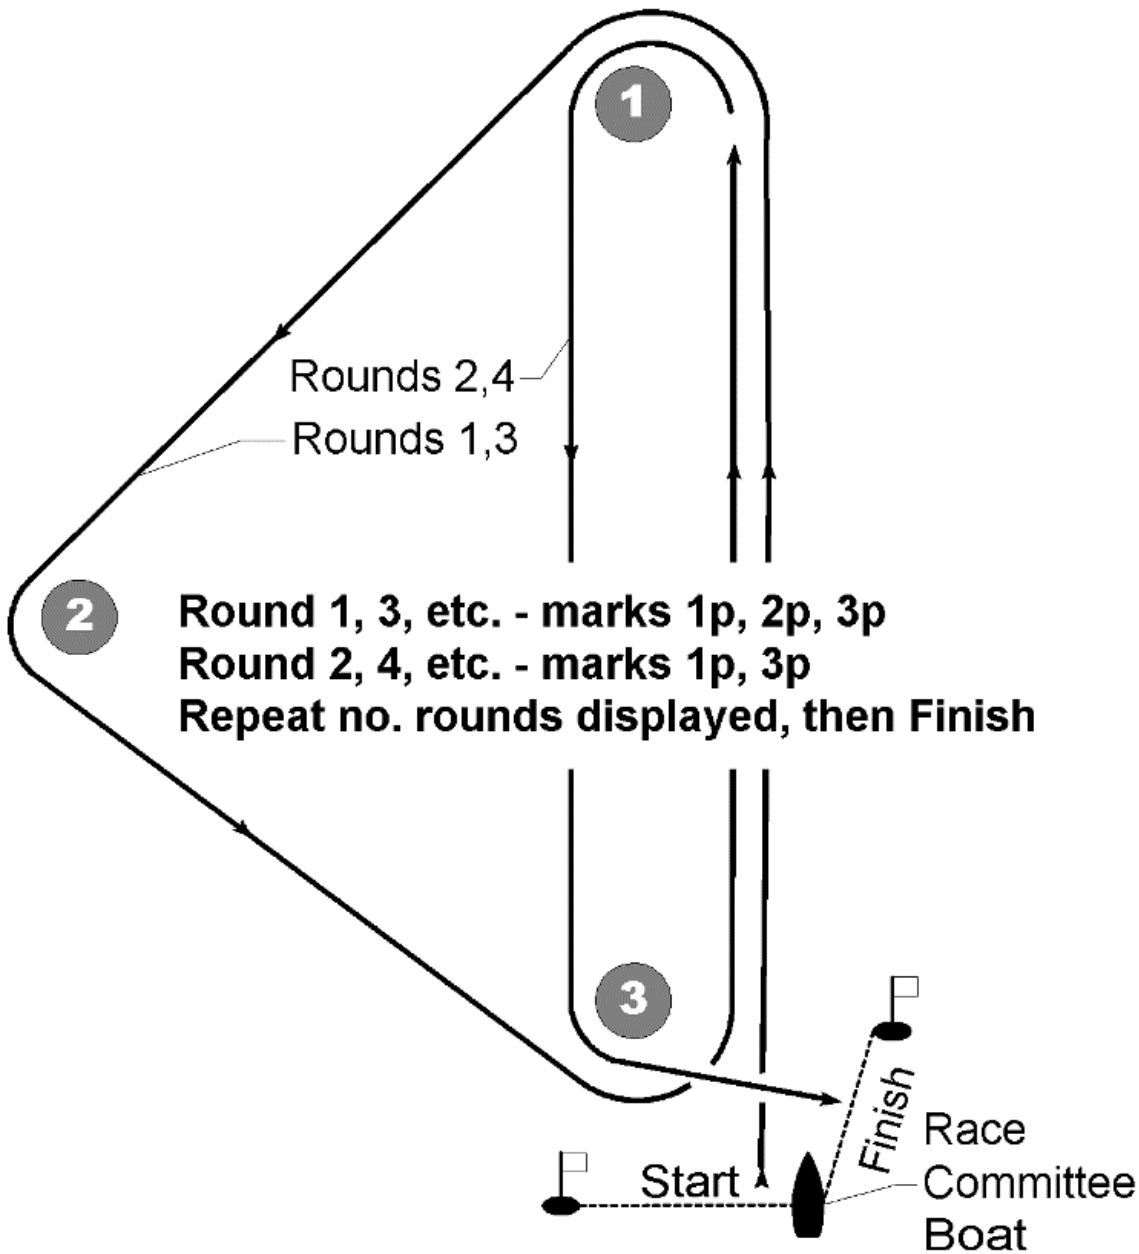 1
Rounds 2,4
Rounds 1,3
2
Round 1, 3, etc. - marks 1p, 2p, 3p
Round 2, 4, etc. - marks 1p, 3p
Repeat no. rounds displayed, then Finish
3
Finish
Start
Race
Committee
Boat